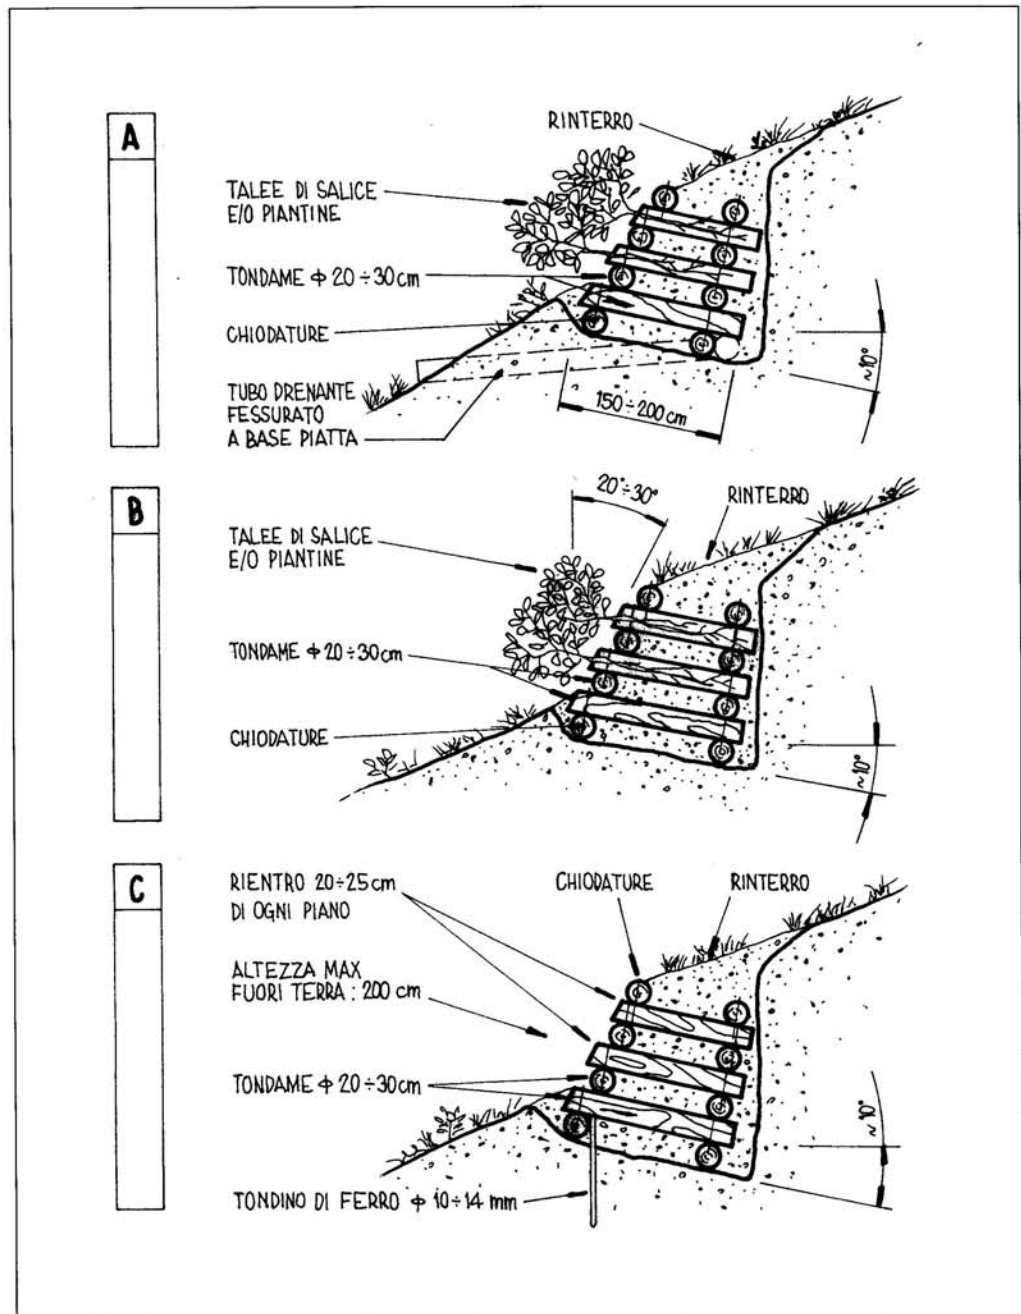 A
RINTERRO
TALEE DI SALICE
E/O PIANTINE
TONDAME ϕ 20÷30 cm
CHIODATURE
TUBO DRENANTE
FESSURATO
A BASE PIATTA
150÷200 cm
~10°
B
20°÷30°
RINTERRO
TALEE DI SALICE
E/O PIANTINE
TONDAME ϕ 20÷30 cm
CHIODATURE
~10°
C
RIENTRO 20÷25 cm
DI OGNI PIANO
CHIODATURE
RINTERRO
ALTEZZA MAX
FUORI TERRA : 200 cm
TONDAME ϕ 20÷30 cm
~10°
TONDINO DI FERRO ϕ 10÷14 mm